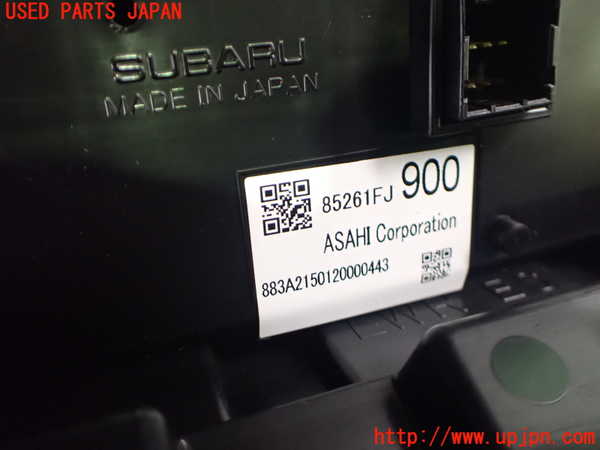 USED PARTS JAPAN
SUBARU
MADE IN JAPAN
85261FJ 900
ASAHI Corporation
883A2150120000443
http://www.upjpn.com/